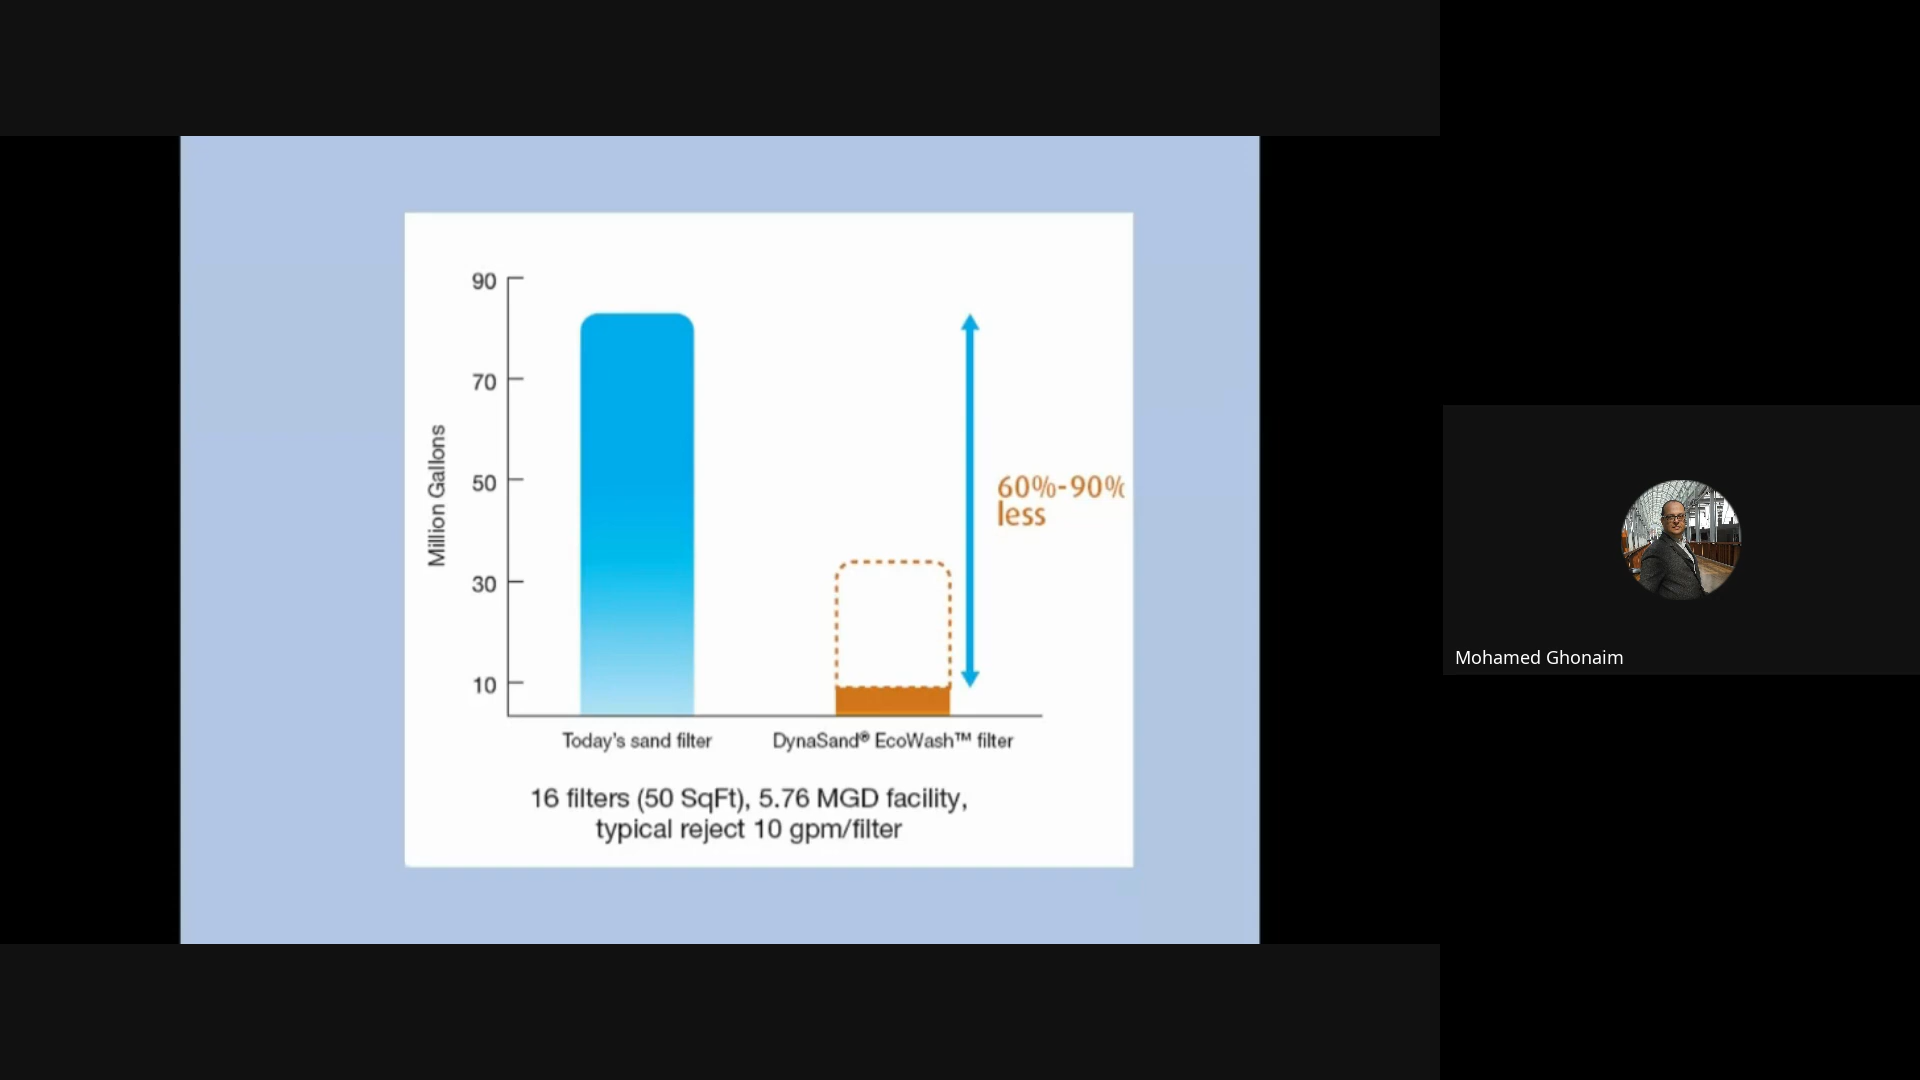 90
70
50
30
10
Million Gallons
60%-90%
less
Today's sand filter
DynaSand® EcoWash™ filter
16 filters (50 SqFt), 5.76 MGD facility,
typical reject 10 gpm/filter
Mohamed Ghonaim